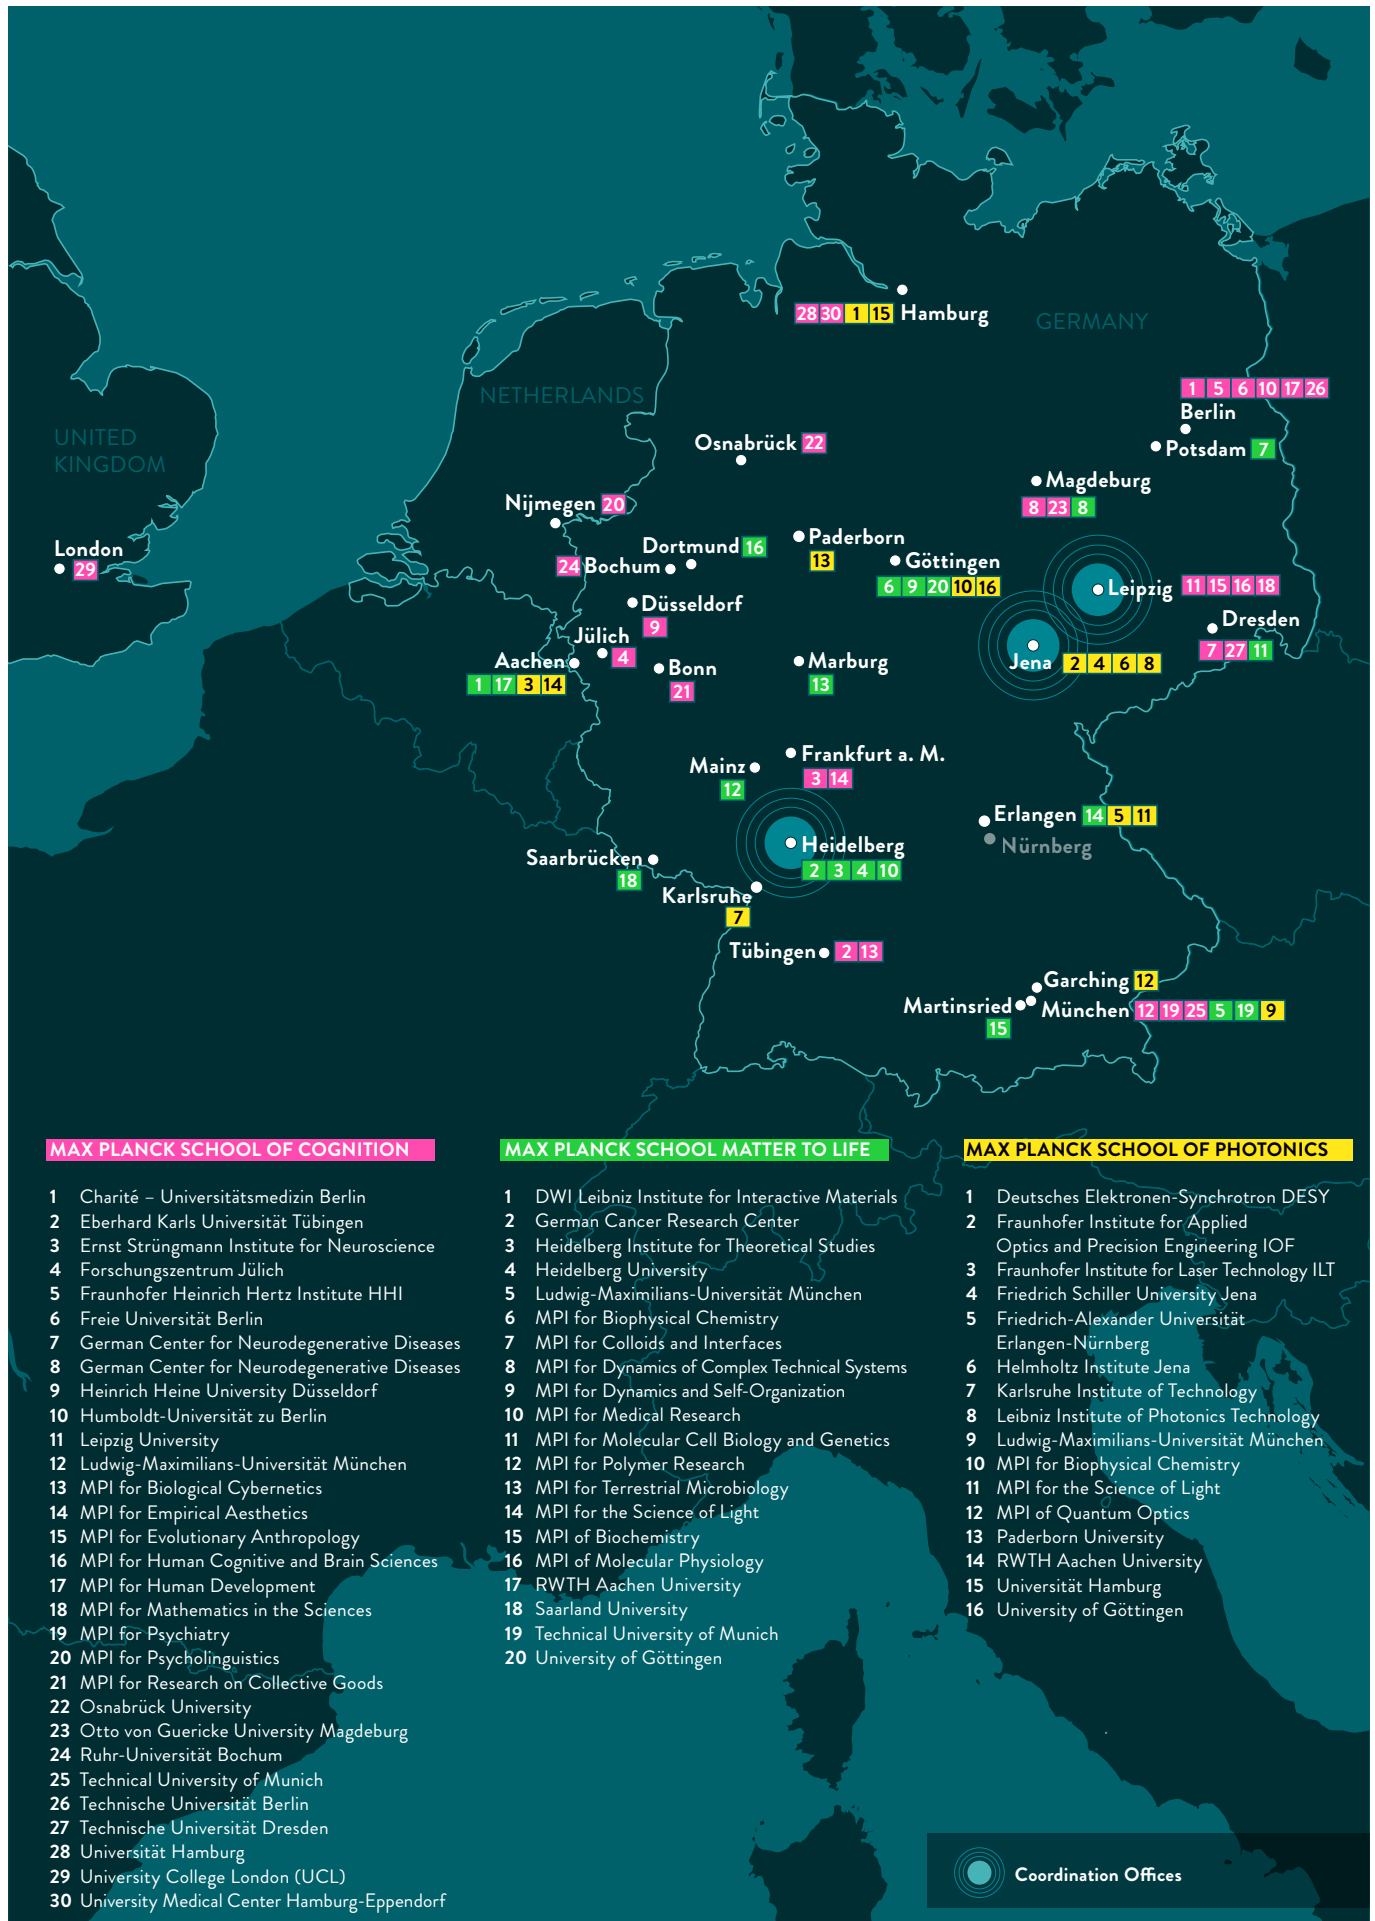 28 30 1 15 Hamburg
GERMANY
1 5 6 10 17 26
NETHERLANDS
Berlin
UNITED
KINGDOM
Osnabrück 22
Potsdam 7
Magdeburg
8 23 8
Nijmegen 20
Paderborn
13
Dortmund 16
London
29
24 Bochum
Göttingen
6 9 20 10 16
Leipzig 11 15 16 18
Düsseldorf
9
Dresden
7 27 11
Jülich
4
Aachen
1 17 3 14
Bonn
21
Marburg
13
Jena 2 4 6 8
Frankfurt a. M.
3 14
Mainz
12
Erlangen 14 5 11
Nürnberg
Heidelberg
2 3 4 10
Saarbrücken
18
Karlsruhe
7
Tübingen 2 13
Garching 12
Martinsried
15
München 12 19 25 5 19 9
MAX PLANCK SCHOOL OF COGNITION
1 Charité – Universitätsmedizin Berlin
2 Eberhard Karls Universität Tübingen
3 Ernst Strüngmann Institute for Neuroscience
4 Forschungszentrum Jülich
5 Fraunhofer Heinrich Hertz Institute HHI
6 Freie Universität Berlin
7 German Center for Neurodegenerative Diseases
8 German Center for Neurodegenerative Diseases
9 Heinrich Heine University Düsseldorf
10 Humboldt-Universität zu Berlin
11 Leipzig University
12 Ludwig-Maximilians-Universität München
13 MPI for Biological Cybernetics
14 MPI for Empirical Aesthetics
15 MPI for Evolutionary Anthropology
16 MPI for Human Cognitive and Brain Sciences
17 MPI for Human Development
18 MPI for Mathematics in the Sciences
19 MPI for Psychiatry
20 MPI for Psycholinguistics
21 MPI for Research on Collective Goods
22 Osnabrück University
23 Otto von Guericke University Magdeburg
24 Ruhr-Universität Bochum
25 Technical University of Munich
26 Technische Universität Berlin
27 Technische Universität Dresden
28 Universität Hamburg
29 University College London (UCL)
30 University Medical Center Hamburg-Eppendorf
MAX PLANCK SCHOOL MATTER TO LIFE
1 DWI Leibniz Institute for Interactive Materials
2 German Cancer Research Center
3 Heidelberg Institute for Theoretical Studies
4 Heidelberg University
5 Ludwig-Maximilians-Universität München
6 MPI for Biophysical Chemistry
7 MPI for Colloids and Interfaces
8 MPI for Dynamics of Complex Technical Systems
9 MPI for Dynamics and Self-Organization
10 MPI for Medical Research
11 MPI for Molecular Cell Biology and Genetics
12 MPI for Polymer Research
13 MPI for Terrestrial Microbiology
14 MPI for the Science of Light
15 MPI of Biochemistry
16 MPI of Molecular Physiology
17 RWTH Aachen University
18 Saarland University
19 Technical University of Munich
20 University of Göttingen
MAX PLANCK SCHOOL OF PHOTONICS
1 Deutsches Elektronen-Synchrotron DESY
2 Fraunhofer Institute for Applied
Optics and Precision Engineering IOF
3 Fraunhofer Institute for Laser Technology ILT
4 Friedrich Schiller University Jena
5 Friedrich-Alexander Universität
Erlangen-Nürnberg
6 Helmholtz Institute Jena
7 Karlsruhe Institute of Technology
8 Leibniz Institute of Photonics Technology
9 Ludwig-Maximilians-Universität München
10 MPI for Biophysical Chemistry
11 MPI for the Science of Light
12 MPI of Quantum Optics
13 Paderborn University
14 RWTH Aachen University
15 Universität Hamburg
16 University of Göttingen
Coordination Offices